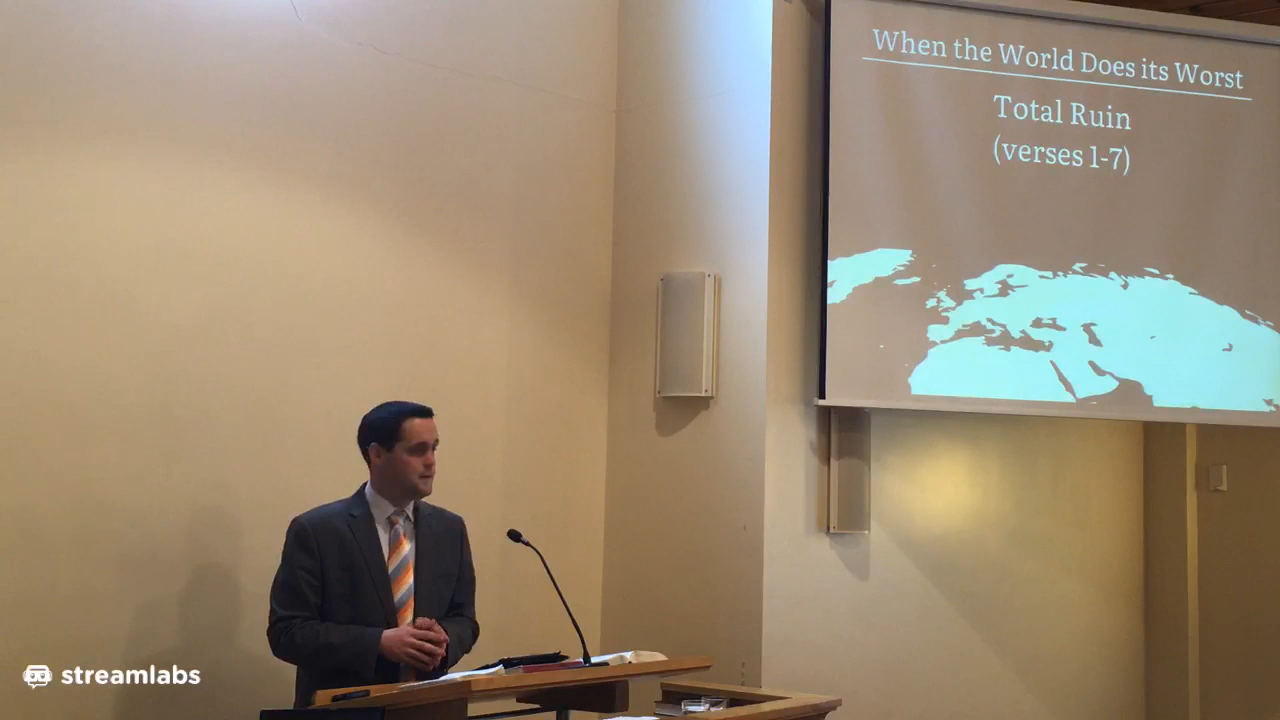 When the World Does its Worst
Total Ruin
(verses 1-7)
streamlabs